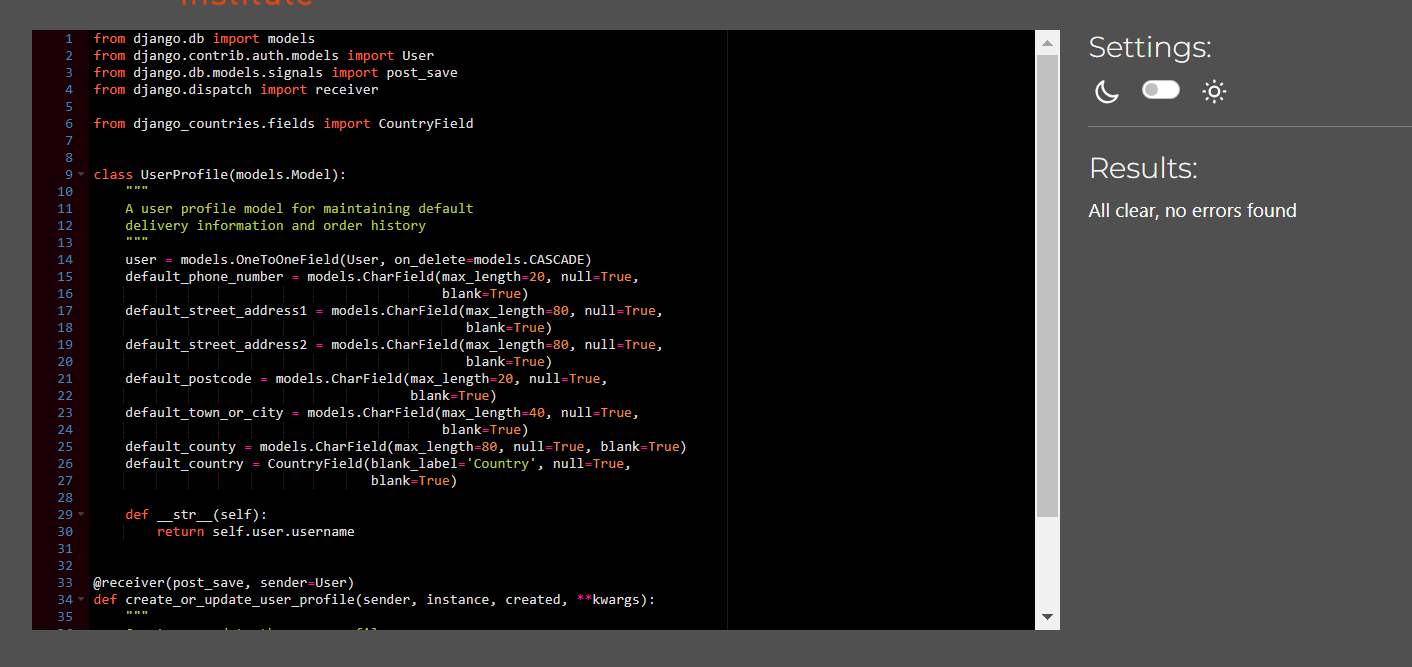 Institute
1 from django.db import models
2 from django.contrib.auth.models import User
3 from django.db.models.signals import post_save
4 from django.dispatch import receiver
5
6 from django_countries.fields import CountryField
7
8
9 class UserProfile(models.Model):
10     """
11     A user profile model for maintaining default
12     delivery information and order history
13     """
14     user = models.OneToOneField(User, on_delete=models.CASCADE)
15     default_phone_number = models.CharField(max_length=20, null=True,
16                                             blank=True)
17     default_street_address1 = models.CharField(max_length=80, null=True,
18                                                blank=True)
19     default_street_address2 = models.CharField(max_length=80, null=True,
20                                                blank=True)
21     default_postcode = models.CharField(max_length=20, null=True,
22                                         blank=True)
23     default_town_or_city = models.CharField(max_length=40, null=True,
24                                             blank=True)
25     default_county = models.CharField(max_length=80, null=True, blank=True)
26     default_country = CountryField(blank_label='Country', null=True,
27                                    blank=True)
28
29     def __str__(self):
30         return self.user.username
31
32
33 @receiver(post_save, sender=User)
34 def create_or_update_user_profile(sender, instance, created, **kwargs):
35     """
Settings:
Results:
All clear, no errors found